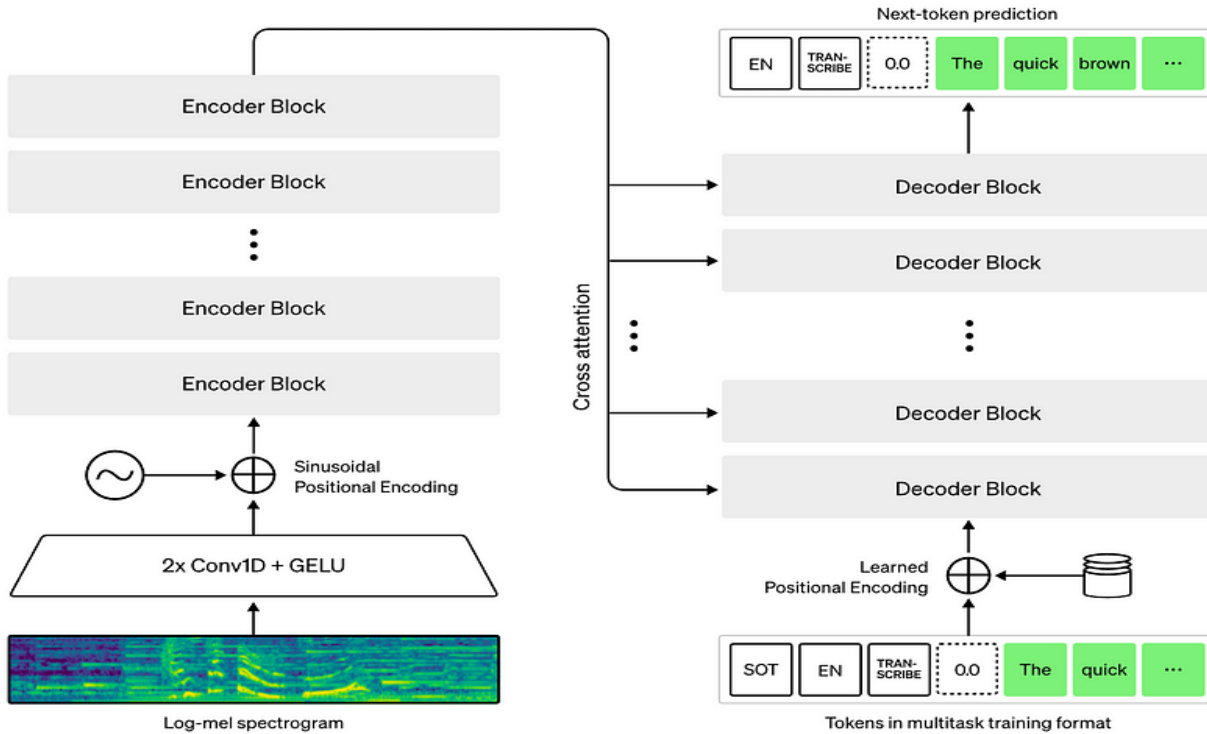 Encoder Block
Encoder Block
Encoder Block
Encoder Block
Sinusoidal
Positional Encoding
2x Conv1D + GELU
Log-mel spectrogram
Cross attention
Next-token prediction
EN TRAN-SCRIBE 0.0 The quick brown ...
Decoder Block
Decoder Block
Decoder Block
Decoder Block
Learned
Positional Encoding
SOT EN TRAN-SCRIBE 0.0 The quick ...
Tokens in multitask training format